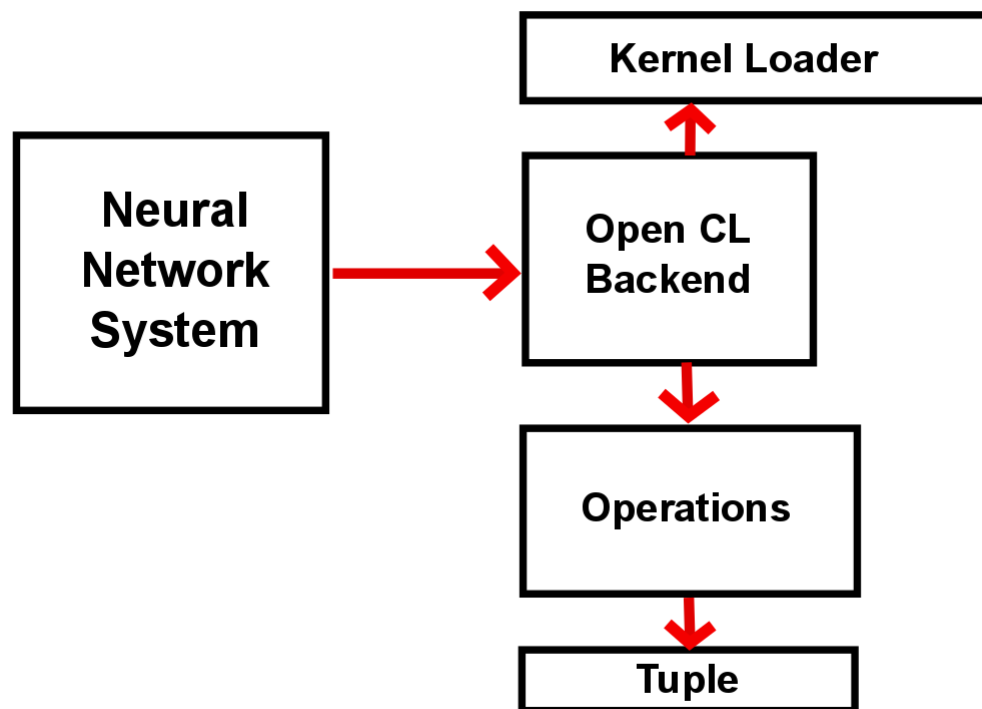 Kernel Loader
Neural
Network
System
Open CL
Backend
Operations
Tuple